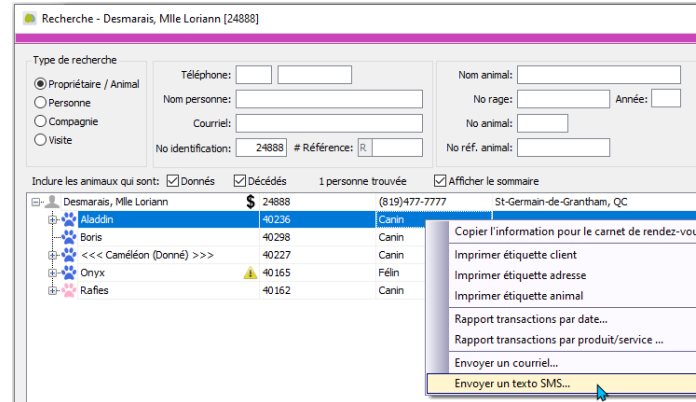 Recherche - Desmarais, Mlle Loriann [24888]
Type de recherche
Propriétaire / Animal
Personne
Compagnie
Visite
Téléphone:
Nom personne:
Courriel:
No identification: 24888 # Référence: R
Nom animal:
No rage: Année:
No animal:
No réf. animal:
Inclure les animaux qui sont: Donnés Décédés 1 personne trouvée Afficher le sommaire
Desmarais, Mlle Loriann $ 24888 (819)477-7777 St-Germain-de-Grantham, QC
Aladdin 40236 Canin
Boris 40298 Canin
<<< Caméléon (Donné) >>> 40227 Canin
Onyx 40165 Félin
Rafies 40162 Canin
Copier l'information pour le carnet de rendez-vou
Imprimer étiquette client
Imprimer étiquette adresse
Imprimer étiquette animal
Rapport transactions par date...
Rapport transactions par produit/service ...
Envoyer un courriel...
Envoyer un texto SMS...